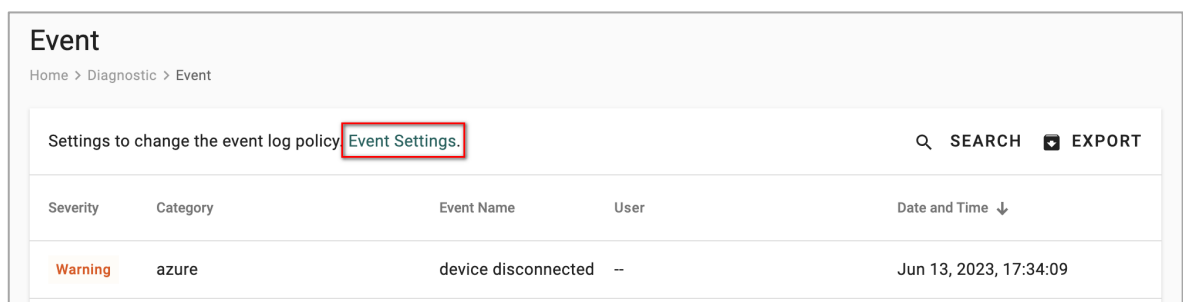 Event
Home > Diagnostic > Event
Settings to change the event log policy. Event Settings.
SEARCH EXPORT
Severity Category Event Name User Date and Time ↓
Warning azure device disconnected -- Jun 13, 2023, 17:34:09